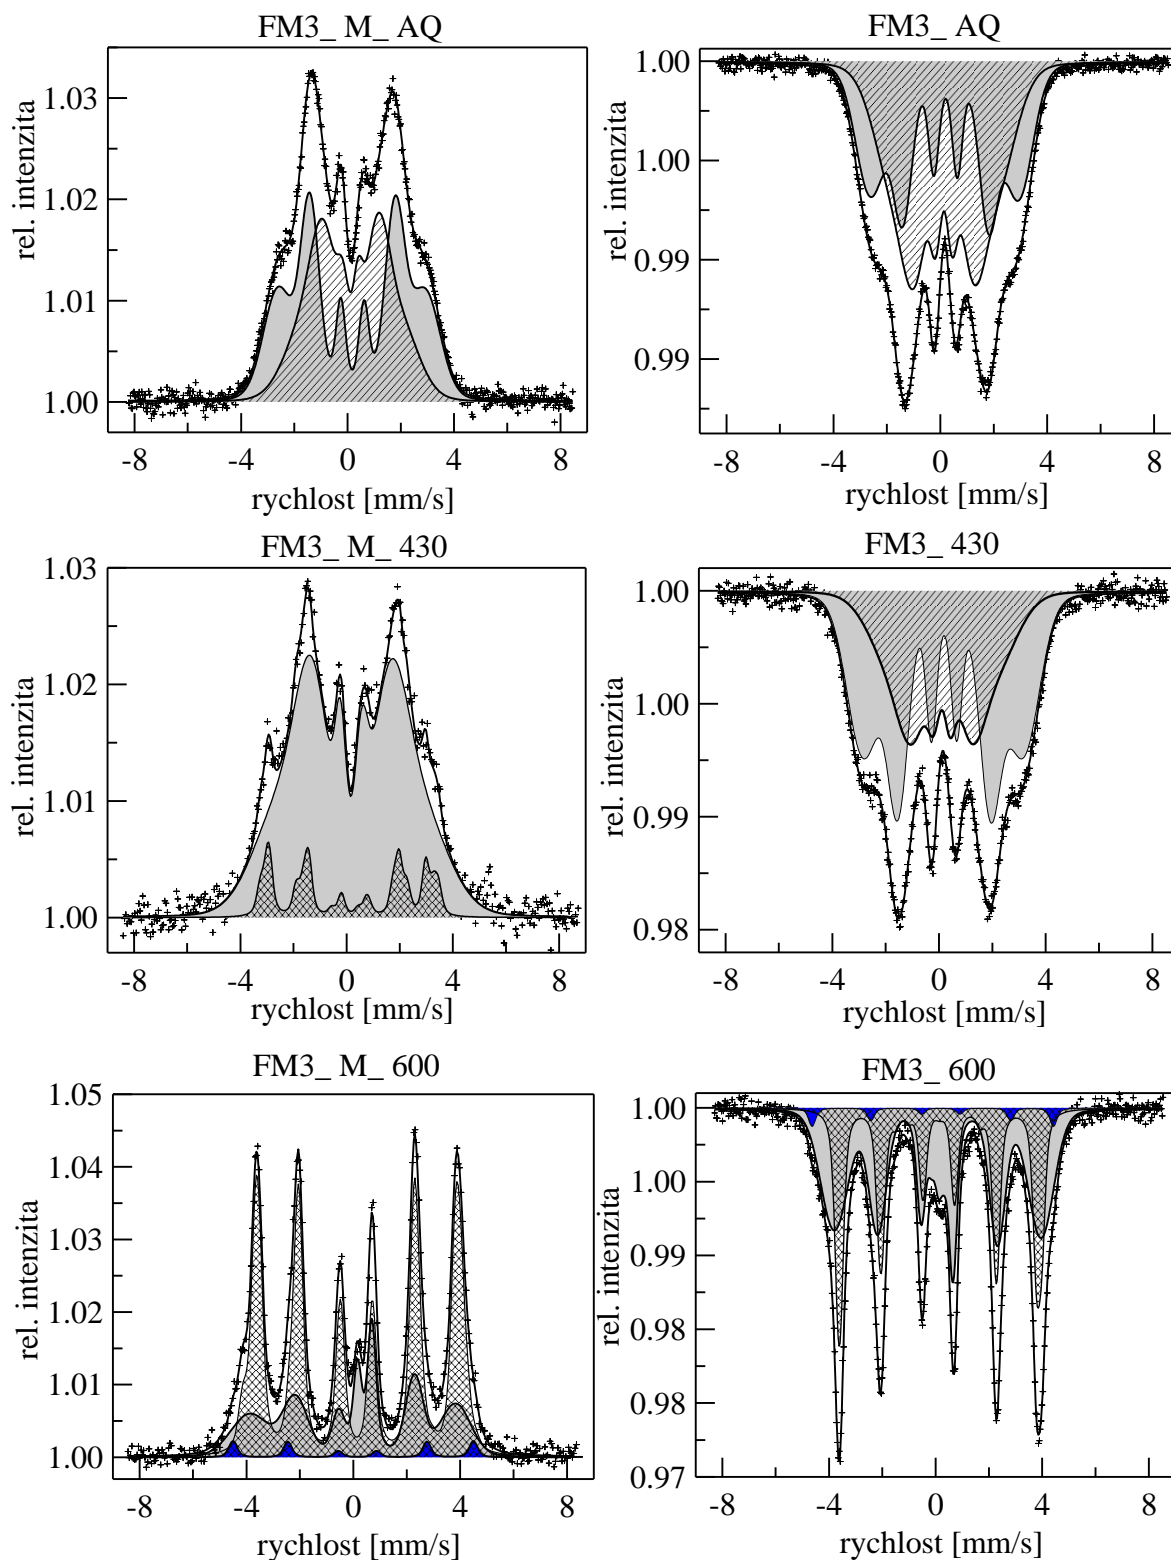 FM3_ M_ AQ
rel. intenzita
1.03
1.02
1.01
1.00
-8 -4 0 4 8
rychlost [mm/s]
FM3_ AQ
rel. intenzita
1.00
1.00
0.99
0.99
-8 -4 0 4 8
rychlost [mm/s]
FM3_ M_ 430
rel. intenzita
1.03
1.02
1.01
1.00
-8 -4 0 4 8
rychlost [mm/s]
FM3_ 430
rel. intenzita
1.00
1.00
0.99
0.98
-8 -4 0 4 8
rychlost [mm/s]
FM3_ M_ 600
rel. intenzita
1.05
1.04
1.03
1.02
1.01
1.00
-8 -4 0 4 8
rychlost [mm/s]
FM3_ 600
rel. intenzita
1.00
1.00
0.99
0.98
0.98
0.97
-8 -4 0 4 8
rychlost [mm/s]